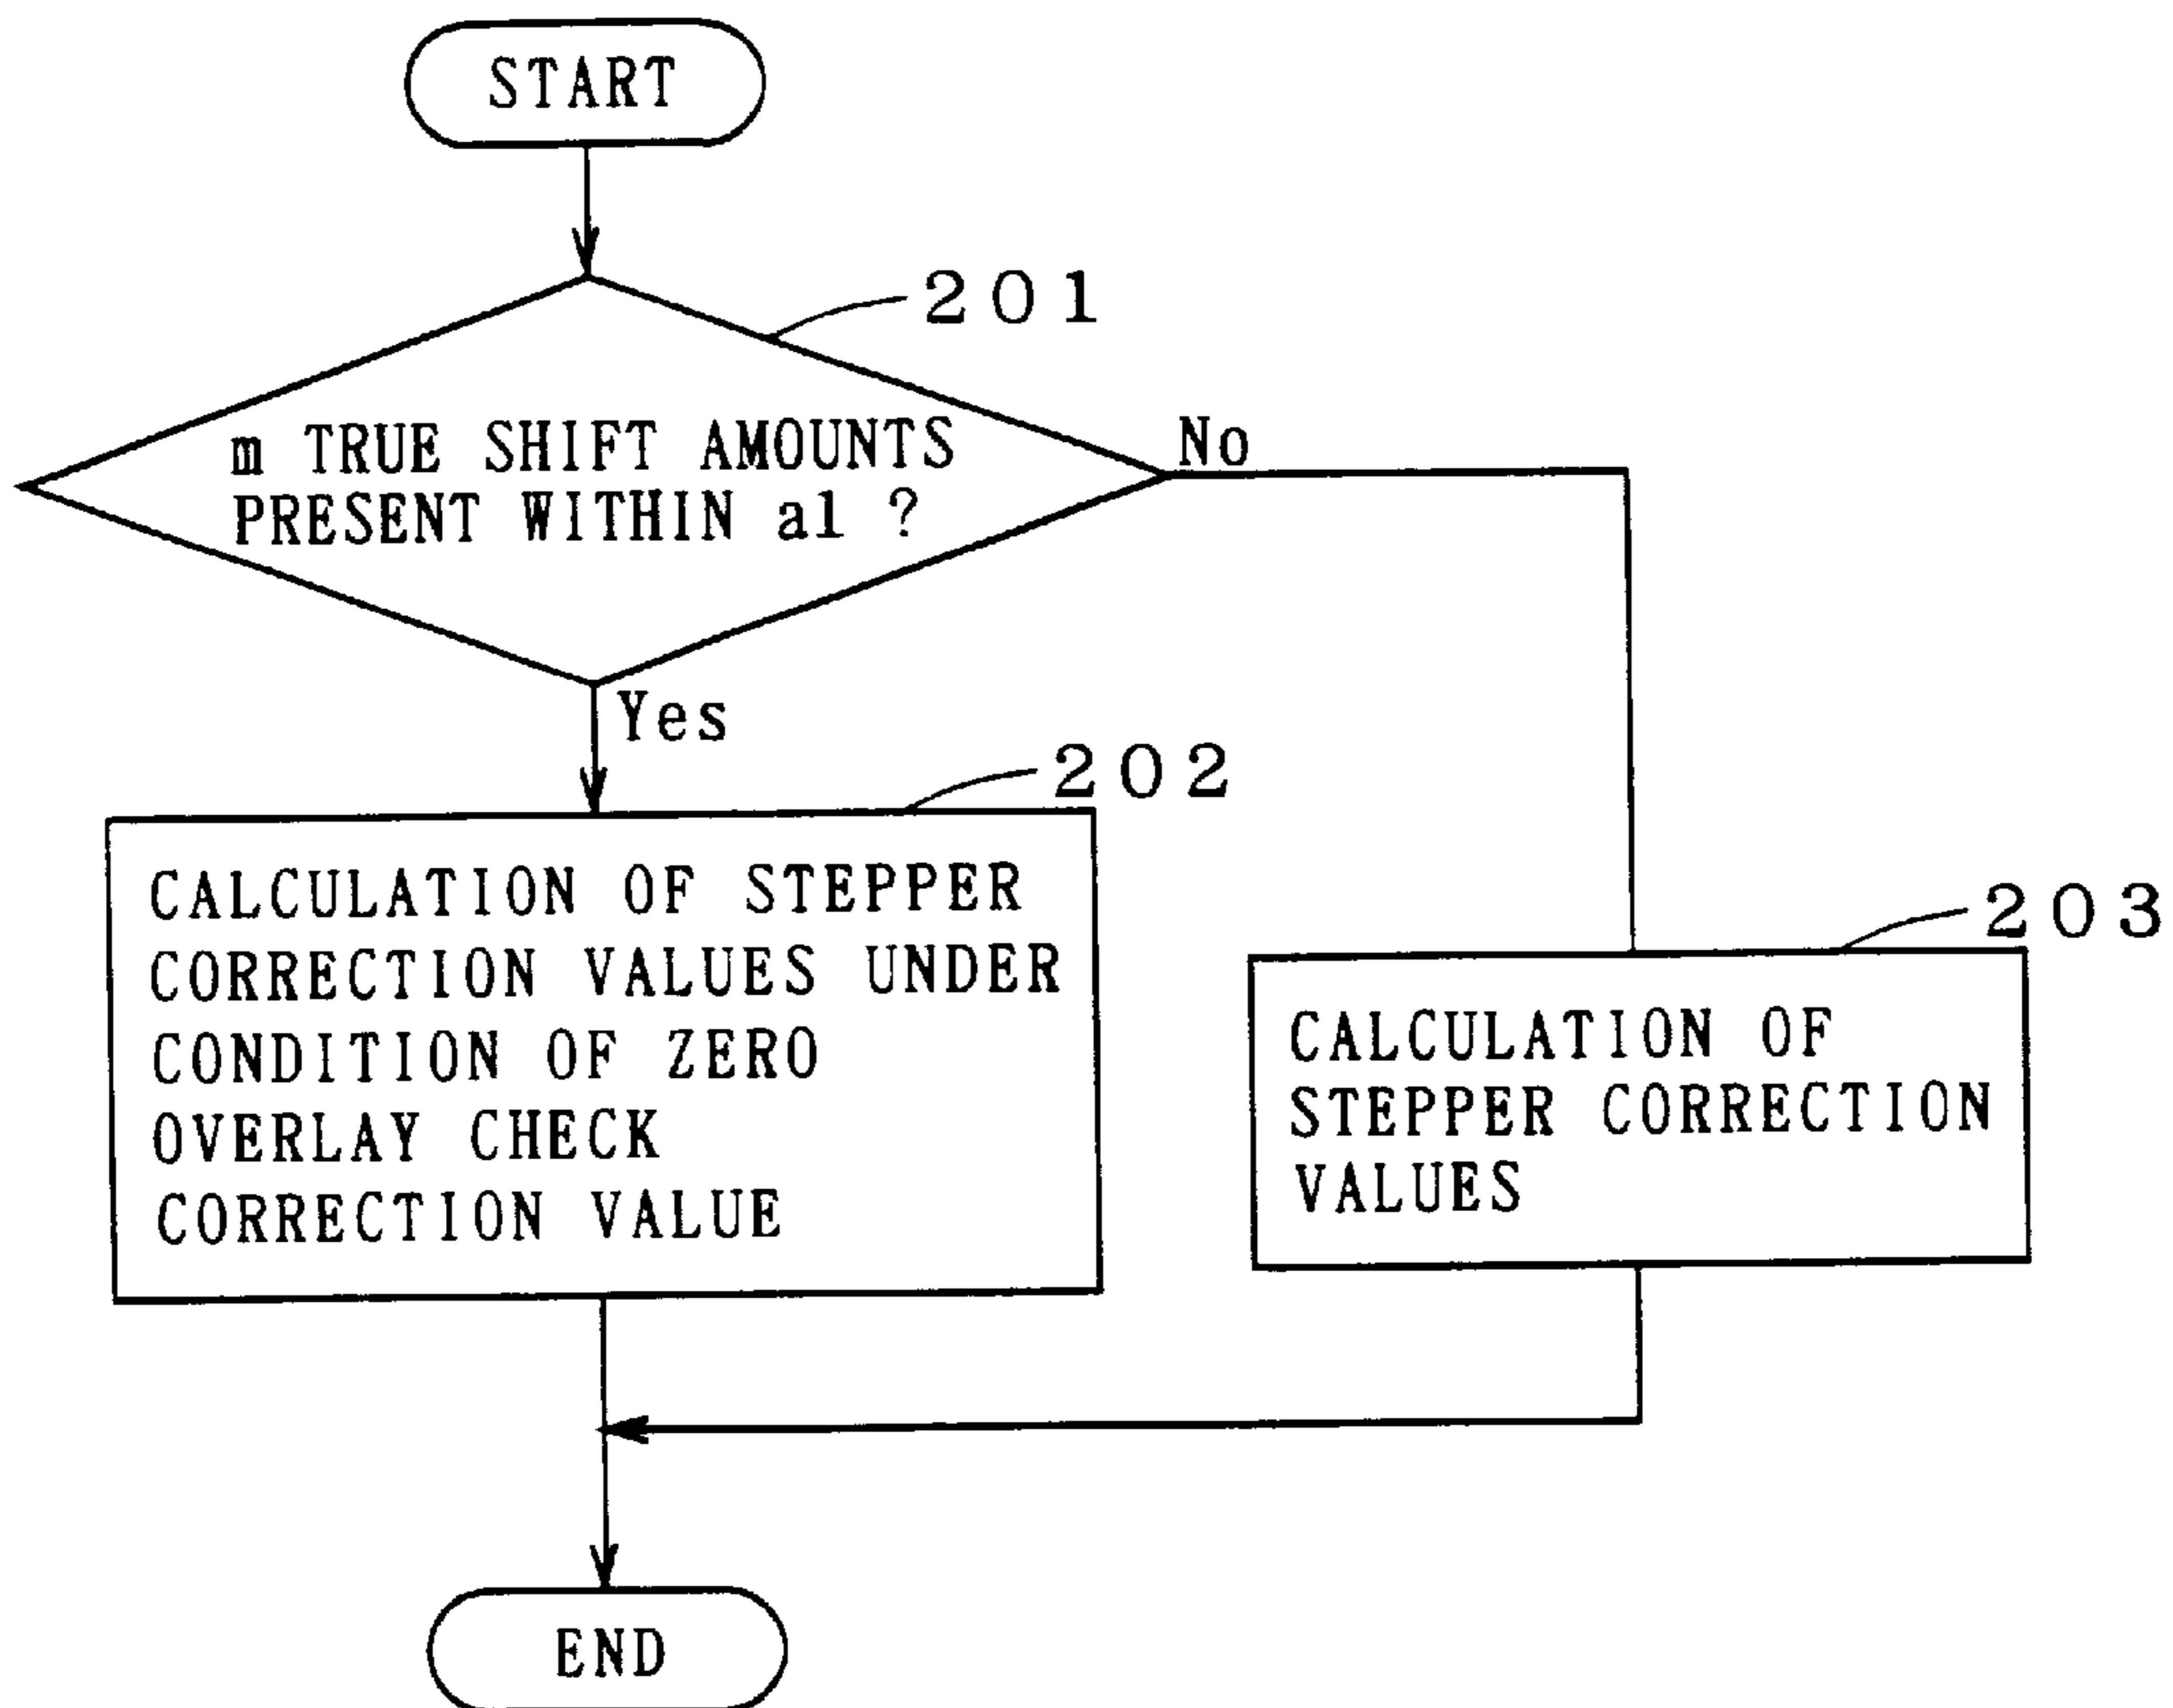 START
201
m TRUE SHIFT AMOUNTS
PRESENT WITHIN a1 ?
No
Yes
202
CALCULATION OF STEPPER
CORRECTION VALUES UNDER
CONDITION OF ZERO
OVERLAY CHECK
CORRECTION VALUE
203
CALCULATION OF
STEPPER CORRECTION
VALUES
END